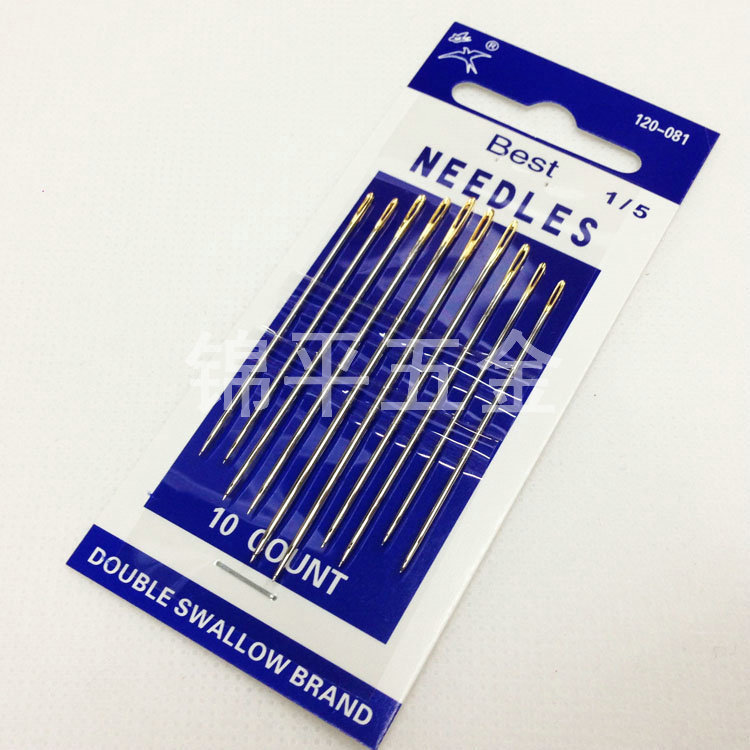 ®
120-081
Best
NEEDLES
1/5
锦平五金
10 COUNT
DOUBLE SWALLOW BRAND